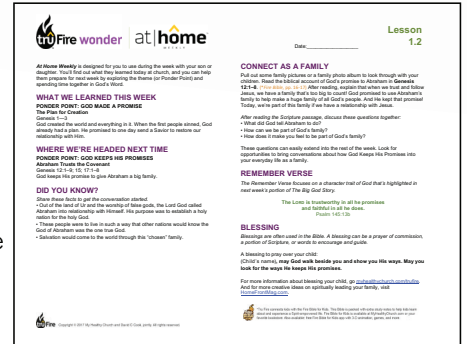 trüFire wonder
at home
WEEKLY
Lesson
1.2
Date:
At Home Weekly is designed for you to use during the week with your son or
daughter. You'll find out what they learned today at church, and you can help
them prepare for next week by exploring the theme (or Ponder Point) and
spending time together in God's Word.
WHAT WE LEARNED THIS WEEK
PONDER POINT: GOD MADE A PROMISE
The Plan for Creation
Genesis 1—3
God created the world and everything in it. When the first people sinned, God
already had a plan. He promised to one day send a Savior to restore our
relationship with Him.
WHERE WE'RE HEADED NEXT TIME
PONDER POINT: GOD KEEPS HIS PROMISES
Abraham Trusts the Covenant
Genesis 12:1–9; 15; 17:1–8
God keeps His promise to give Abraham a big family.
DID YOU KNOW?
Share these facts to get the conversation started.
• Out of the land of Ur and the worship of false gods, the Lord God called
Abraham into relationship with Himself. His purpose was to establish a holy
nation for the holy God.
• These people were to live in such a way that other nations would know the
God of Abraham was the one true God.
• Salvation would come to the world through this "chosen" family.
CONNECT AS A FAMILY
Pull out some family pictures or a family photo album to look through with your
children. Read the biblical account of God's promise to Abraham in Genesis
12:1–8. After reading, explain that when we trust and follow
Jesus, we have a family that's too big to count! God promised to use Abraham's
family to help make a huge family of all God's people. And He kept that promise!
Today, we're part of this family if we have a relationship with Jesus.
After reading the Scripture passage, discuss these questions together:
• What did God tell Abraham to do?
• How can we be part of God's family?
• How does it make you feel to be part of God's family?
These questions can easily extend into the rest of the week. Look for
opportunities to bring conversations about how God Keeps His Promises into
your everyday life as a family.
REMEMBER VERSE
The Remember Verse focuses on a character trait of God that's highlighted in
next week's portion of The Big God Story.
The LORD is trustworthy in all he promises
and faithful in all he does.
Psalm 145:13b
BLESSING
Blessings are often used in the Bible. A blessing can be a prayer of commission,
a portion of Scripture, or words to encourage and guide.
A blessing to pray over your child:
(Child's name), may God walk beside you and show you His ways. May you
look for the ways He keeps His promises.
For more information about blessing your child, go myhealthychurch.com/trufire.
And for more creative ideas on spiritually leading your family, visit
HomeFrontMag.com.
trüFire
Copyright © 2017 My Healthy Church and David C Cook, jointly. All rights reserved.
e